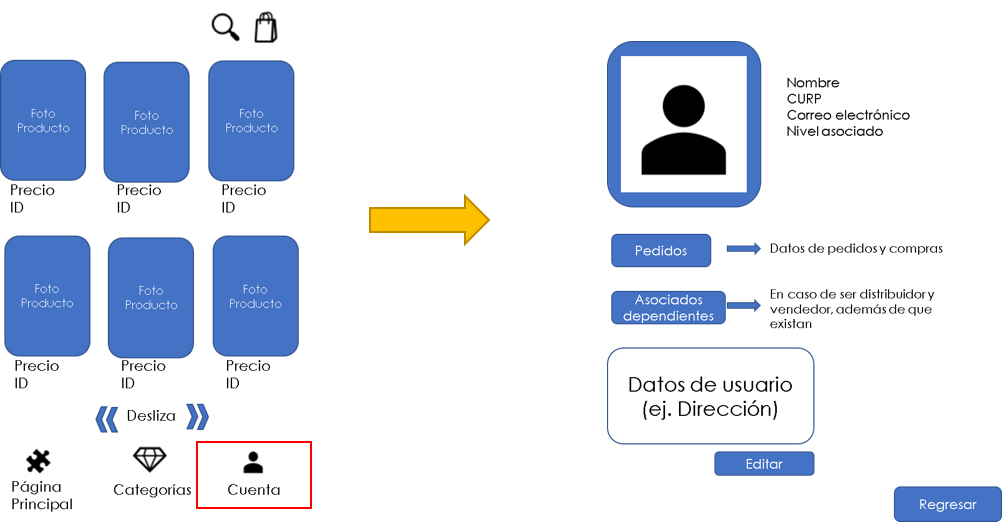 Foto
Producto
Foto
Producto
Foto
Producto
Precio
ID
Precio
ID
Precio
ID
Foto
Producto
Foto
Producto
Foto
Producto
Precio
ID
Precio
ID
Precio
ID
Desliza
Página
Principal
Categorías
Cuenta
Nombre
CURP
Correo electrónico
Nivel asociado
Pedidos
Datos de pedidos y compras
Asociados
dependientes
En caso de ser distribuidor y
vendedor, además de que
existan
Datos de usuario
(ej. Dirección)
Editar
Regresar